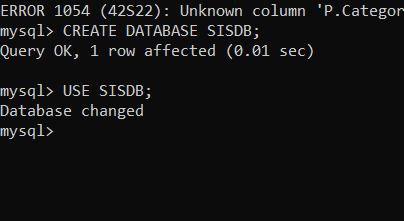 ERROR 1054 (42S22): Unknown column 'P.Categor
mysql> CREATE DATABASE SISDB;
Query OK, 1 row affected (0.01 sec)
mysql> USE SISDB;
Database changed
mysql>